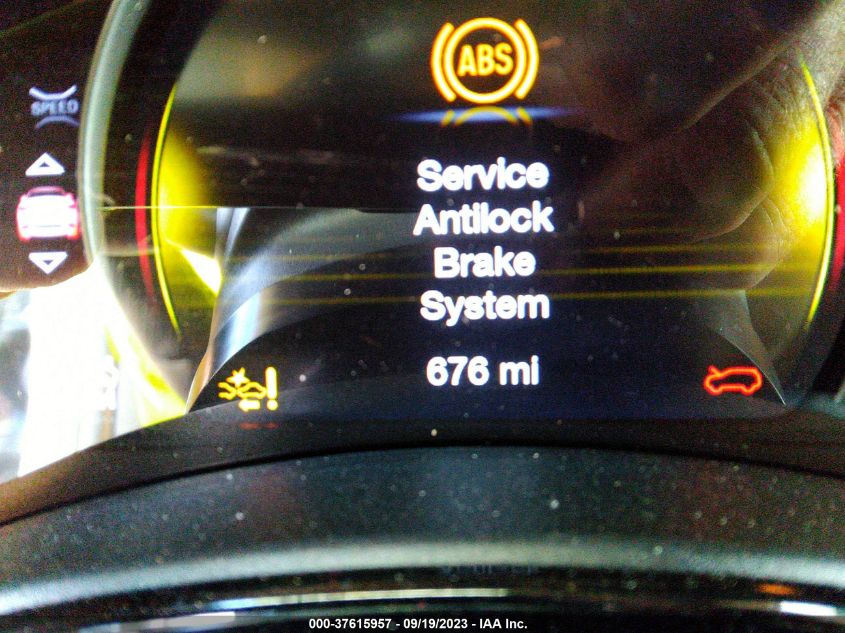 SPEED
ABS
Service
Antilock
Brake
System
676 mi
000-37615957 - 09/19/2023 - IAA Inc.